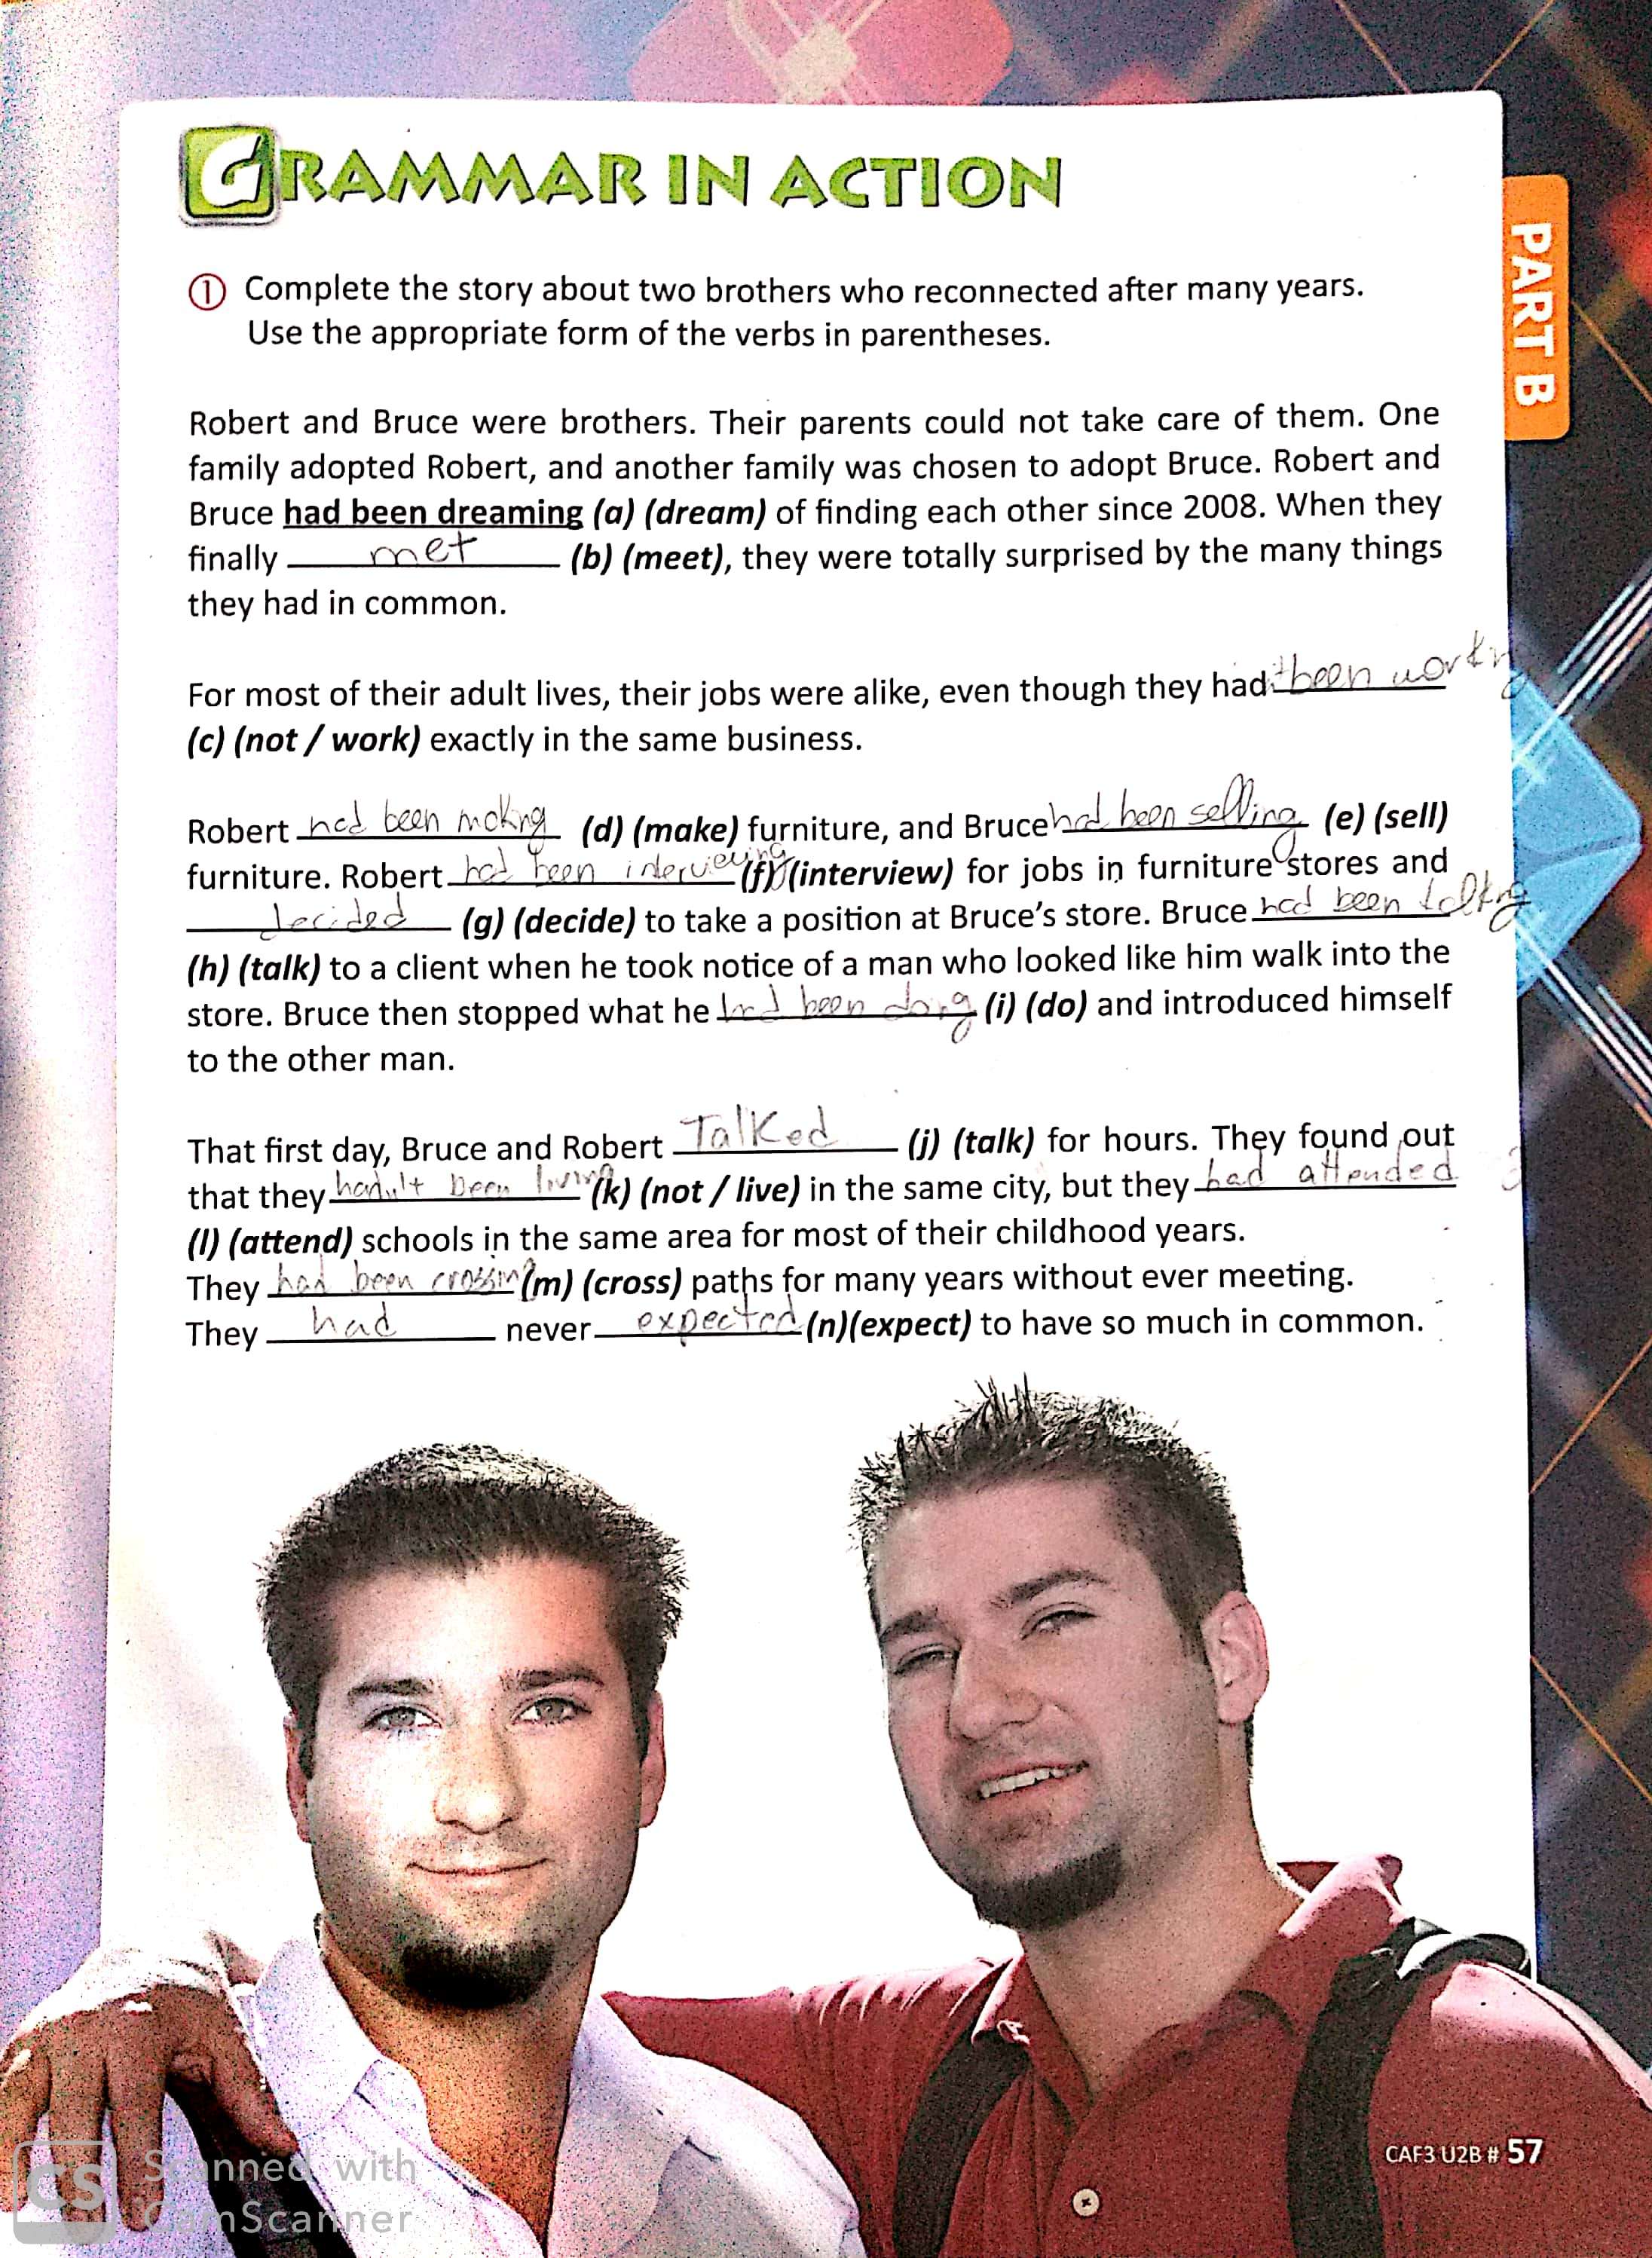 GRAMMAR IN ACTION
PART B
① Complete the story about two brothers who reconnected after many years.
Use the appropriate form of the verbs in parentheses.
Robert and Bruce were brothers. Their parents could not take care of them. One
family adopted Robert, and another family was chosen to adopt Bruce. Robert and
Bruce had been dreaming (a) (dream) of finding each other since 2008. When they
finally met (b) (meet), they were totally surprised by the many things
they had in common.
For most of their adult lives, their jobs were alike, even though they had been
(c) (not / work) exactly in the same business.
Robert had been making (d) (make) furniture, and Bruce had been selling (e) (sell)
furniture. Robert had been (f) (interview) for jobs in furniture stores and
decided (g) (decide) to take a position at Bruce's store. Bruce had been talking
(h) (talk) to a client when he took notice of a man who looked like him walk into the
store. Bruce then stopped what he had been doing (i) (do) and introduced himself
to the other man.
That first day, Bruce and Robert Talked (j) (talk) for hours. They found out
that they been living (k) (not / live) in the same city, but they had attended
(l) (attend) schools in the same area for most of their childhood years.
They had been crossing (m) (cross) paths for many years without ever meeting.
They had never expected (n)(expect) to have so much in common.
CAF3 U2B # 57
CS Scanned with
CamScanner